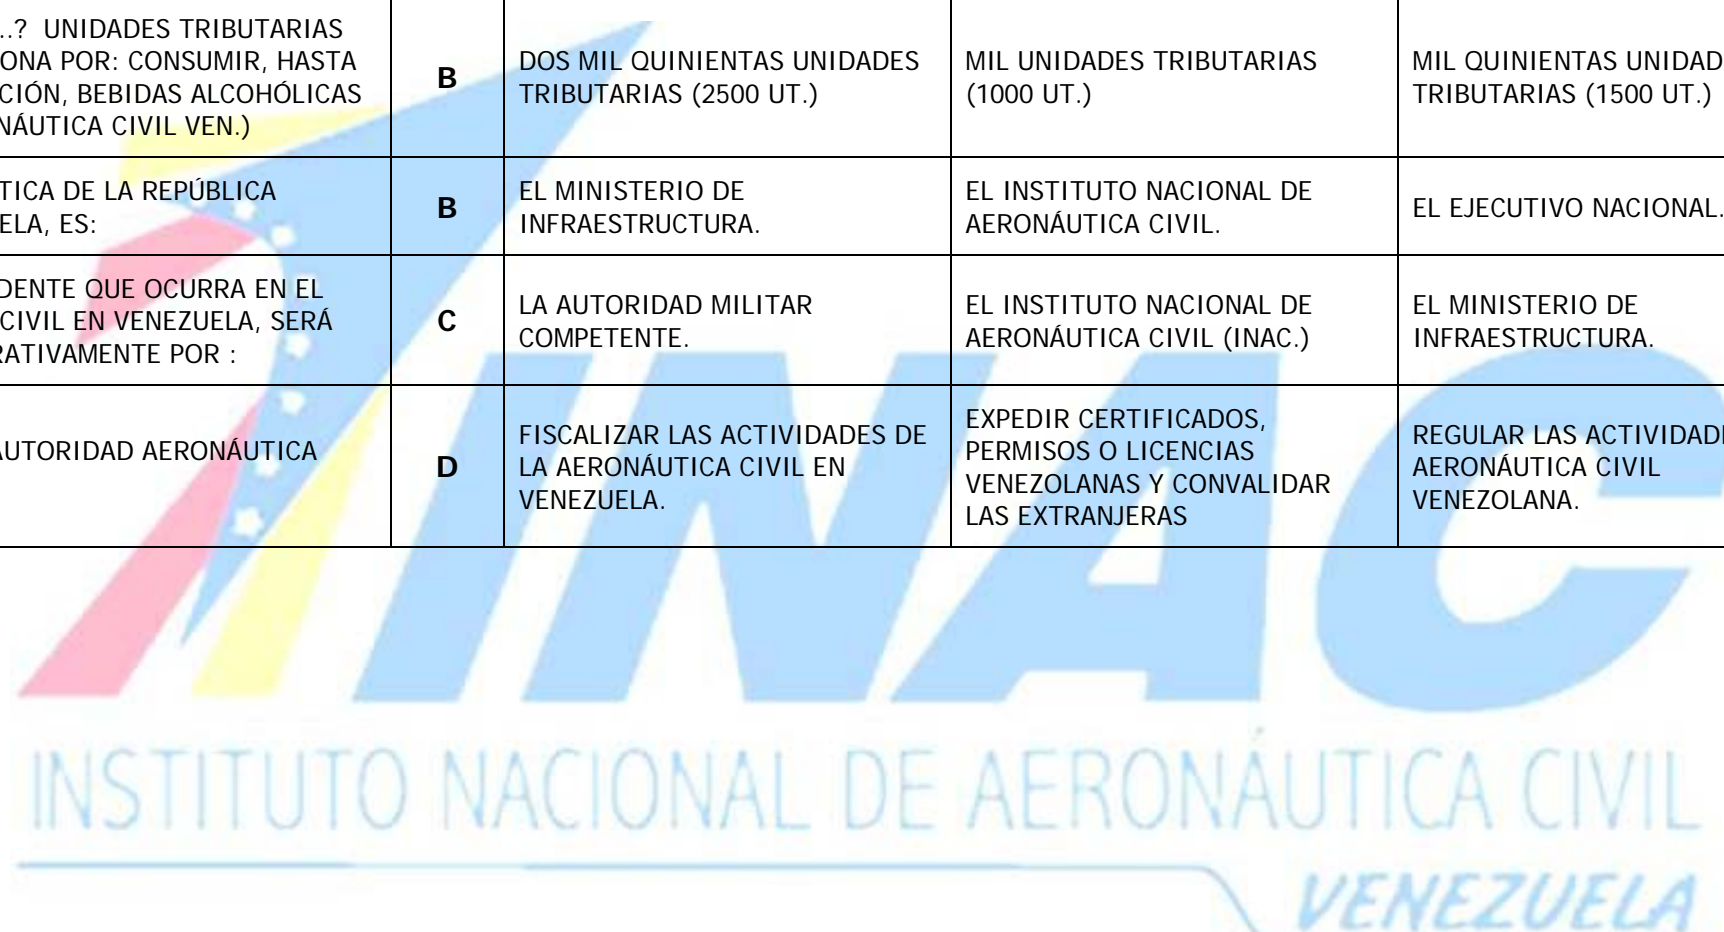 ..? UNIDADES TRIBUTARIAS
ONA POR: CONSUMIR, HASTA
CIÓN, BEBIDAS ALCOHÓLICAS
NÁUTICA CIVIL VEN.)
B
DOS MIL QUINIENTAS UNIDADES
TRIBUTARIAS (2500 UT.)
MIL UNIDADES TRIBUTARIAS
(1000 UT.)
MIL QUINIENTAS UNIDAD
TRIBUTARIAS (1500 UT.)
TICA DE LA REPÚBLICA
ELA, ES:
B
EL MINISTERIO DE
INFRAESTRUCTURA.
EL INSTITUTO NACIONAL DE
AERONÁUTICA CIVIL.
EL EJECUTIVO NACIONAL.
DENTE QUE OCURRA EN EL
CIVIL EN VENEZUELA, SERÁ
RATIVAMENTE POR :
C
LA AUTORIDAD MILITAR
COMPETENTE.
EL INSTITUTO NACIONAL DE
AERONÁUTICA CIVIL (INAC.)
EL MINISTERIO DE
INFRAESTRUCTURA.
AUTORIDAD AERONÁUTICA
D
FISCALIZAR LAS ACTIVIDADES DE
LA AERONÁUTICA CIVIL EN
VENEZUELA.
EXPEDIR CERTIFICADOS,
PERMISOS O LICENCIAS
VENEZOLANAS Y CONVALIDAR
LAS EXTRANJERAS
REGULAR LAS ACTIVIDAD
AERONÁUTICA CIVIL
VENEZOLANA.
INAC
INSTITUTO NACIONAL DE AERONÁUTICA CIVIL
VENEZUELA